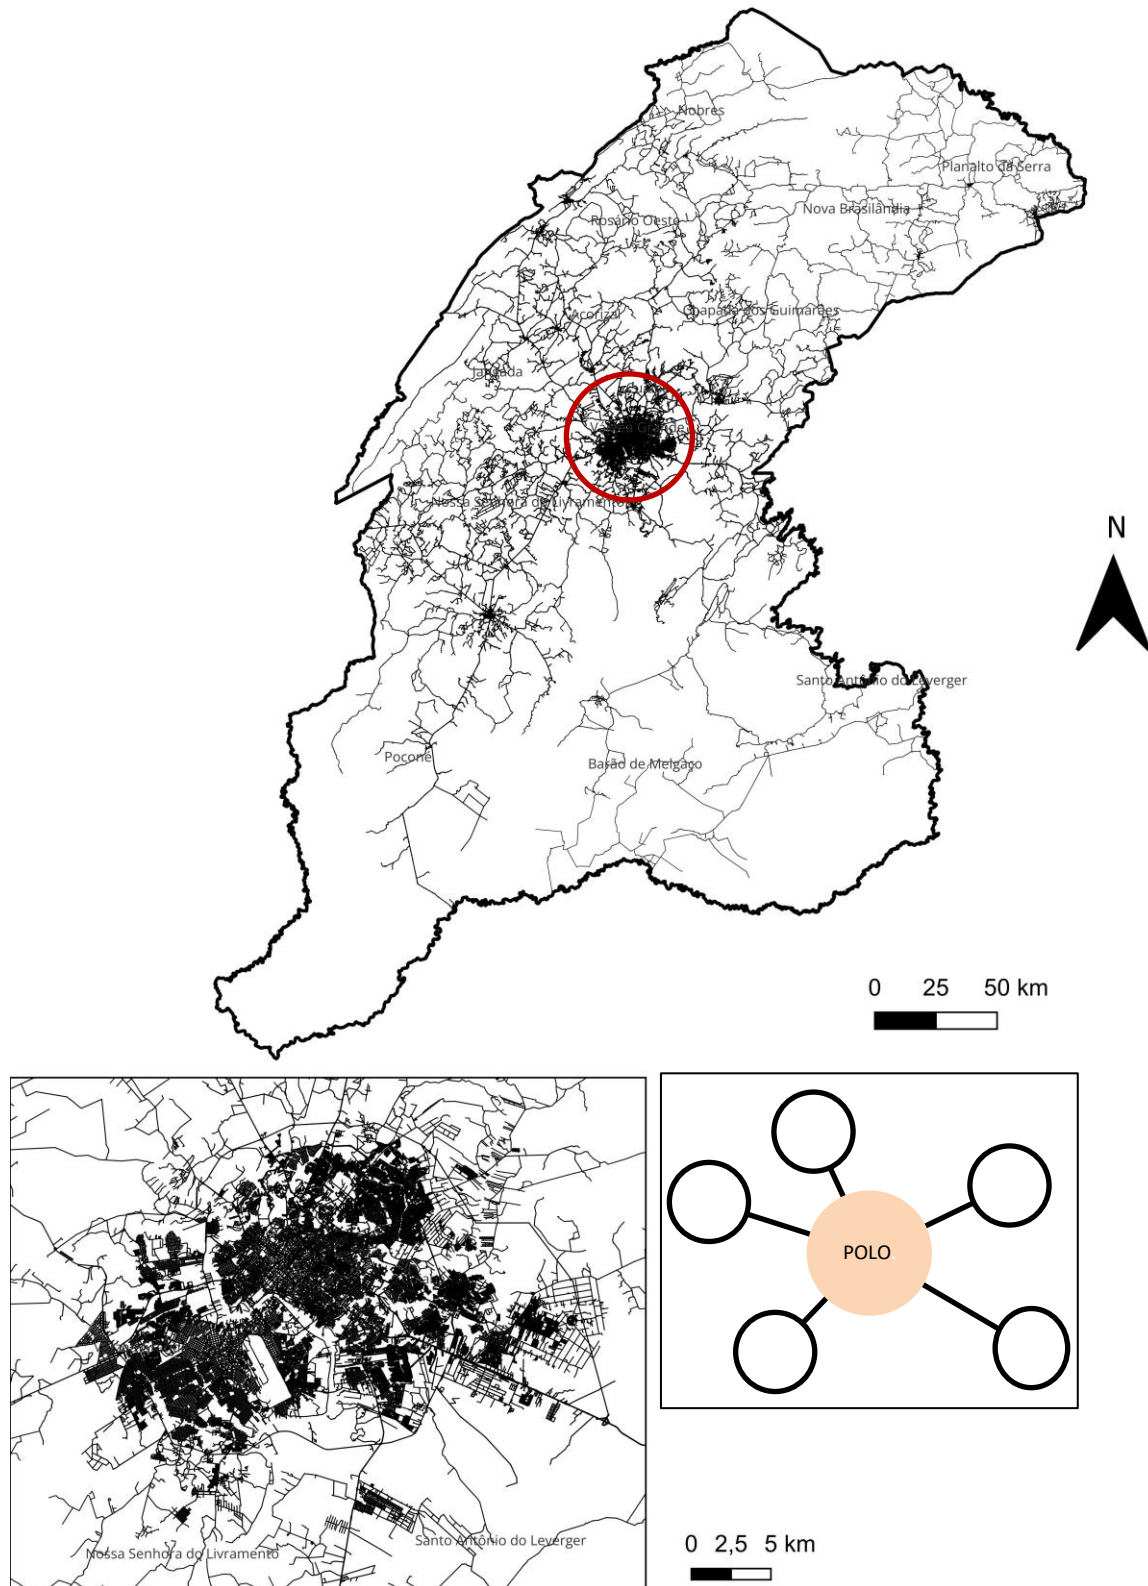 Nobres
Planalto da Serra
Nova Brasilândia
Rosário Oeste
Acorizal
Chapada dos Guimarães
Jangada
Várzea Grande
Nossa Senhora do Livramento
N
Santo Antônio do Leverger
Poconé
Barão de Melgaço
0 25 50 km
POLO
Santo Antônio do Leverger
Nossa Senhora do Livramento
0 2,5 5 km